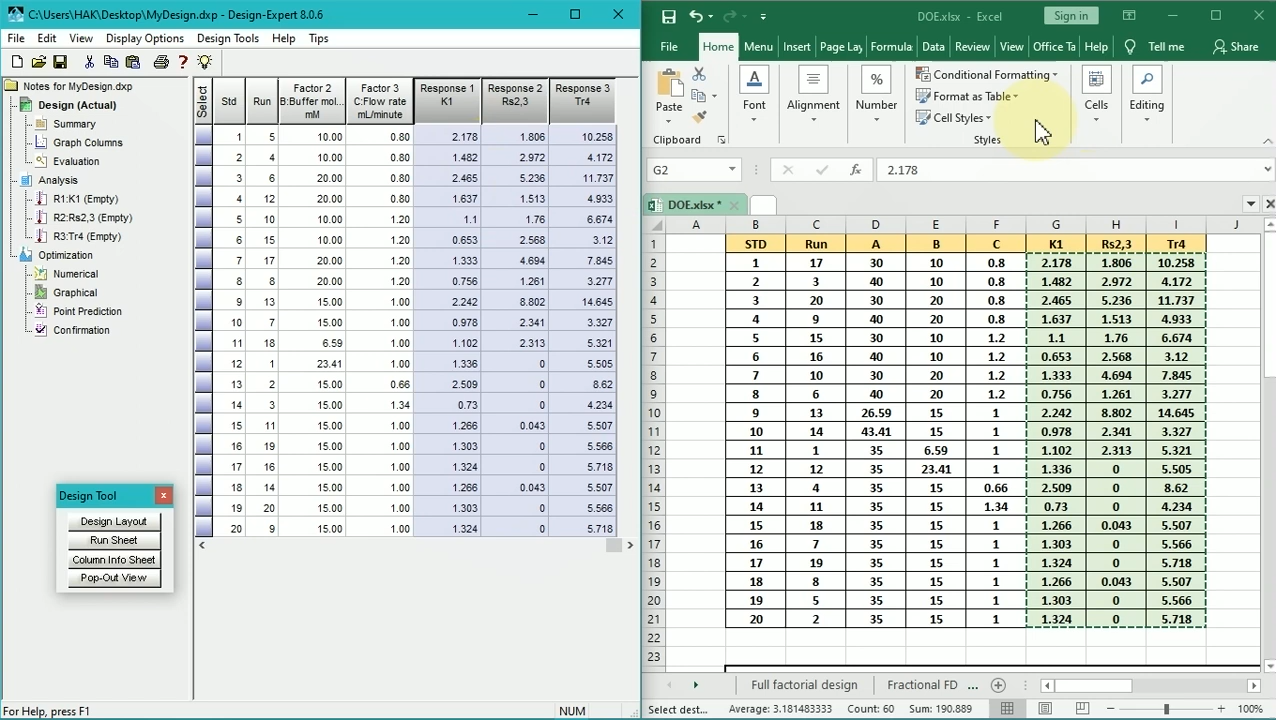 C:\Users\HAK\Desktop\MyDesign.dxp - Design-Expert 8.0.6
File Edit View Display Options Design Tools Help Tips
Notes for MyDesign.dxp
Design (Actual)
Summary
Graph Columns
Evaluation
Analysis
R1:K1 (Empty)
R2:Rs2,3 (Empty)
R3:Tr4 (Empty)
Optimization
Numerical
Graphical
Point Prediction
Confirmation
Design Tool
Design Layout
Run Sheet
Column Info Sheet
Pop-Out View
Select Std Run Factor 2 B:Buffer mol... mM Factor 3 C:Flow rate mL/minute Response 1 K1 Response 2 Rs2,3 Response 3 Tr4
1 5 10.00 0.80 2.178 1.806 10.258
2 4 10.00 0.80 1.482 2.972 4.172
3 6 20.00 0.80 2.465 5.236 11.737
4 12 20.00 0.80 1.637 1.513 4.933
5 10 10.00 1.20 1.1 1.76 6.674
6 15 10.00 1.20 0.653 2.568 3.12
7 17 20.00 1.20 1.333 4.694 7.845
8 8 20.00 1.20 0.756 1.261 3.277
9 13 15.00 1.00 2.242 8.802 14.645
10 7 15.00 1.00 0.978 2.341 3.327
11 18 6.59 1.00 1.102 2.313 5.321
12 1 23.41 1.00 1.336 0 5.505
13 2 15.00 0.66 2.509 0 8.62
14 3 15.00 1.34 0.73 0 4.234
15 11 15.00 1.00 1.266 0.043 5.507
16 19 15.00 1.00 1.303 0 5.566
17 16 15.00 1.00 1.324 0 5.718
18 14 15.00 1.00 1.266 0.043 5.507
19 20 15.00 1.00 1.303 0 5.566
20 9 15.00 1.00 1.324 0 5.718
For Help, press F1 NUM
DOE.xlsx - Excel Sign in
File Home Menu Insert Page Lay Formula Data Review View Office Ta Help Tell me Share
Paste Font Alignment Number Conditional Formatting Cells Editing
Format as Table
Cell Styles
Clipboard Styles
G2 fx 2.178
DOE.xlsx *
A B C D E F G H I J
1 STD Run A B C K1 Rs2,3 Tr4
2 1 17 30 10 0.8 2.178 1.806 10.258
3 2 3 40 10 0.8 1.482 2.972 4.172
4 3 20 30 20 0.8 2.465 5.236 11.737
5 4 9 40 20 0.8 1.637 1.513 4.933
6 5 15 30 10 1.2 1.1 1.76 6.674
7 6 16 40 10 1.2 0.653 2.568 3.12
8 7 10 30 20 1.2 1.333 4.694 7.845
9 8 6 40 20 1.2 0.756 1.261 3.277
10 9 13 26.59 15 1 2.242 8.802 14.645
11 10 14 43.41 15 1 0.978 2.341 3.327
12 11 1 35 6.59 1 1.102 2.313 5.321
13 12 12 35 23.41 1 1.336 0 5.505
14 13 4 35 15 0.66 2.509 0 8.62
15 14 11 35 15 1.34 0.73 0 4.234
16 15 18 35 15 1 1.266 0.043 5.507
17 16 7 35 15 1 1.303 0 5.566
18 17 19 35 15 1 1.324 0 5.718
19 18 8 35 15 1 1.266 0.043 5.507
20 19 5 35 15 1 1.303 0 5.566
21 20 2 35 15 1 1.324 0 5.718
22
23
Full factorial design Fractional FD ...
Select dest... Average: 3.181483333 Count: 60 Sum: 190.889 100%